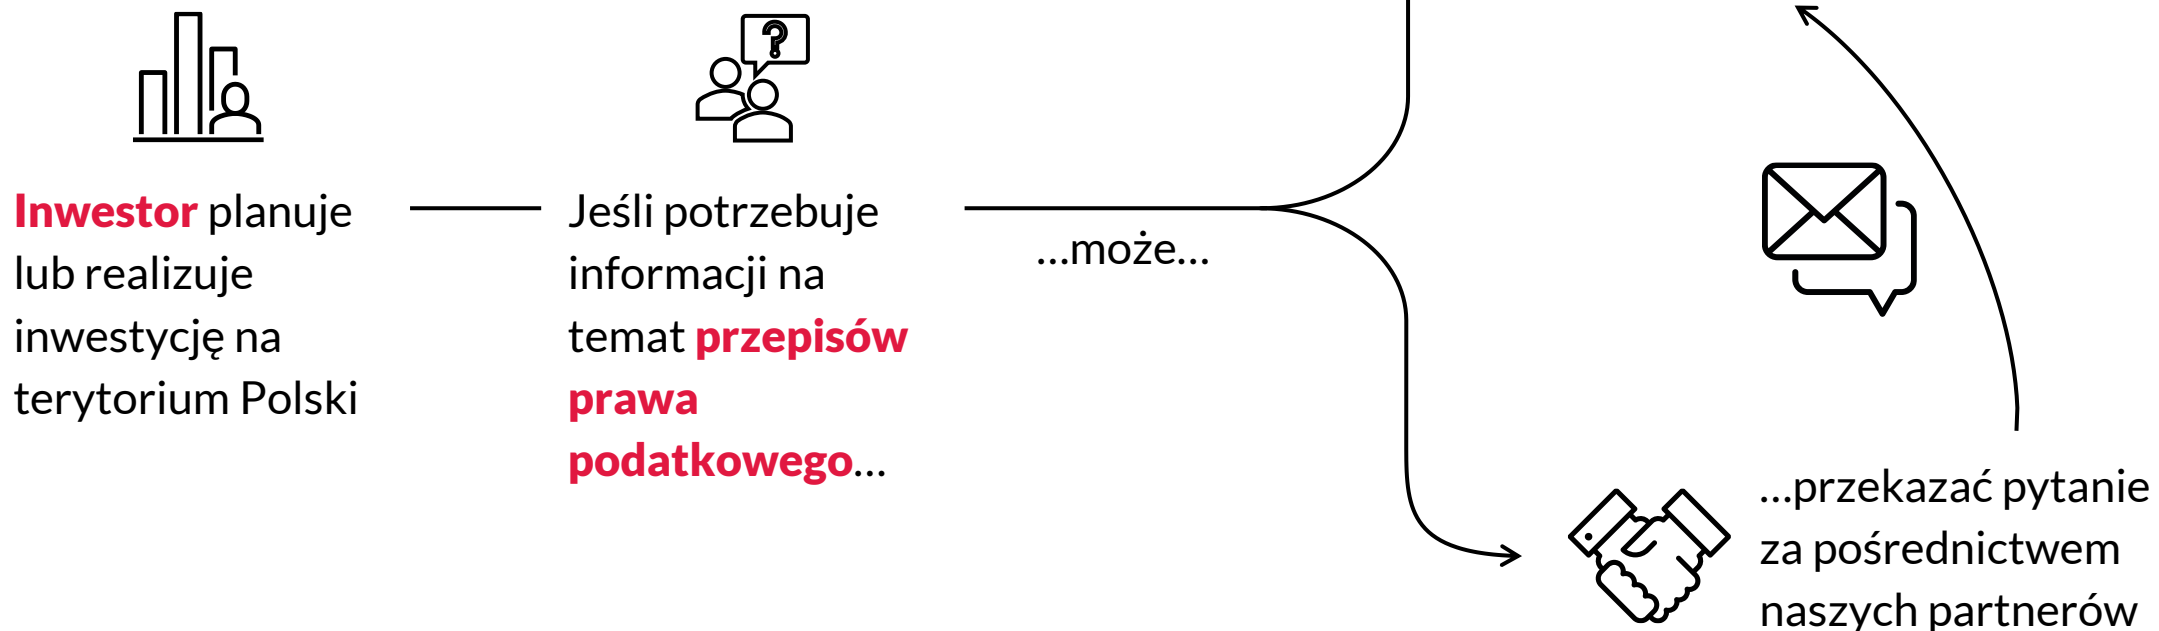 Inwestor planuje
lub realizuje
inwestycję na
terytorium Polski
Jeśli potrzebuje
informacji na
temat przepisów
prawa
podatkowego…
…może…
…przekazać pytanie
za pośrednictwem
naszych partnerów